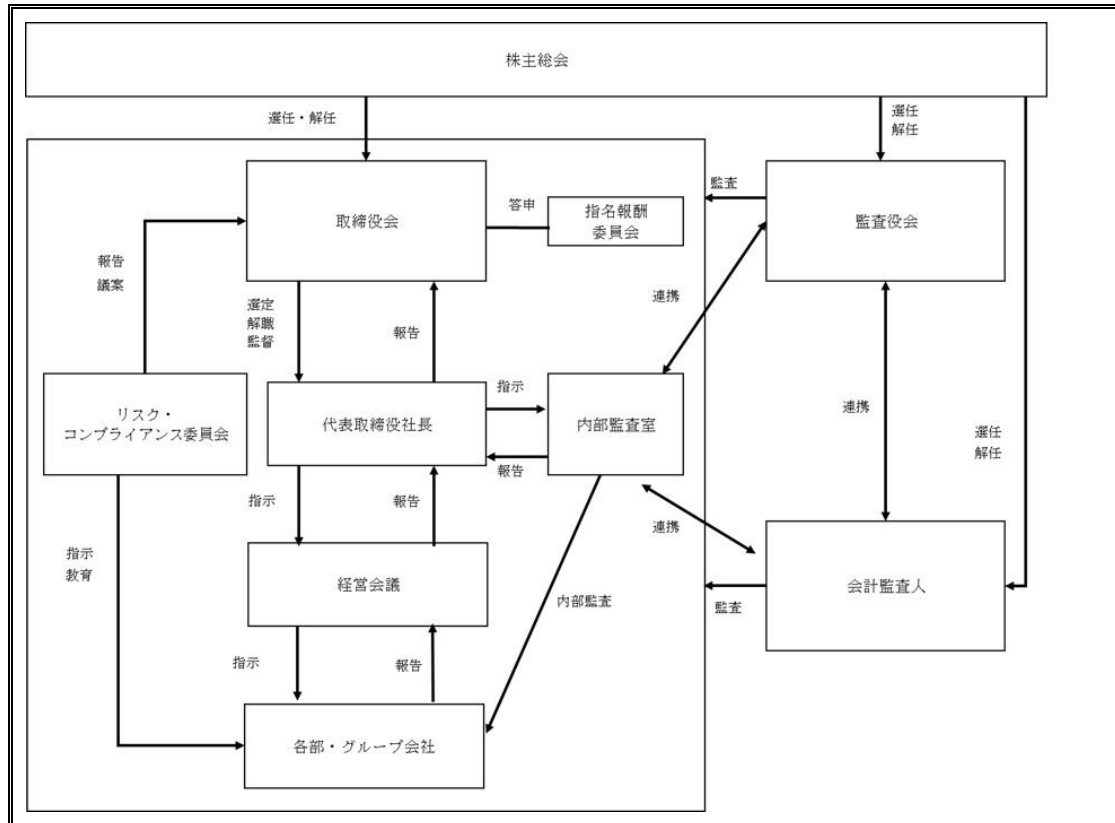 株主総会
選任・解任
選任
解任
監査
取締役会
答申
指名報酬
委員会
監査役会
報告
議案
選定
解職
監督
報告
連携
リスク・
コンプライアンス委員会
代表取締役社長
指示
報告
内部監査室
連携
選任
解任
指示
報告
連携
指示
教育
経営会議
内部監査
監査
会計監査人
指示
報告
各部・グループ会社